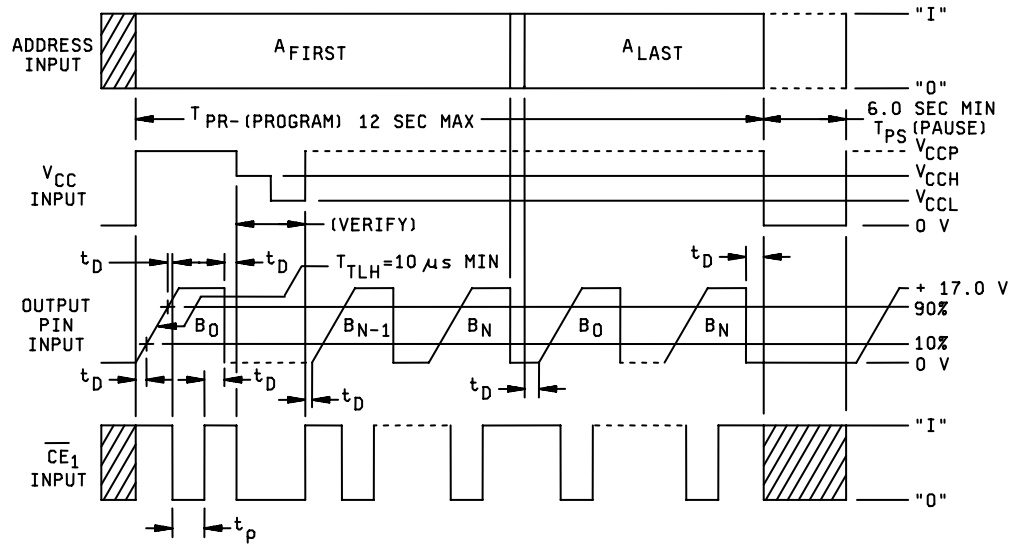 ADDRESS
INPUT
A FIRST
A LAST
"I"
"O"
T PR-(PROGRAM) 12 SEC MAX
6.0 SEC MIN
T PS (PAUSE)
V CC
INPUT
V CCP
V CCH
V CCL
0 V
(VERIFY)
t D
t D
T TLH =10 µs MIN
t D
OUTPUT
PIN
INPUT
B 0
B N-1
B N
B 0
B N
+ 17.0 V
90%
10%
0 V
t D
t D
t D
t D
CE 1
INPUT
"I"
"O"
t p